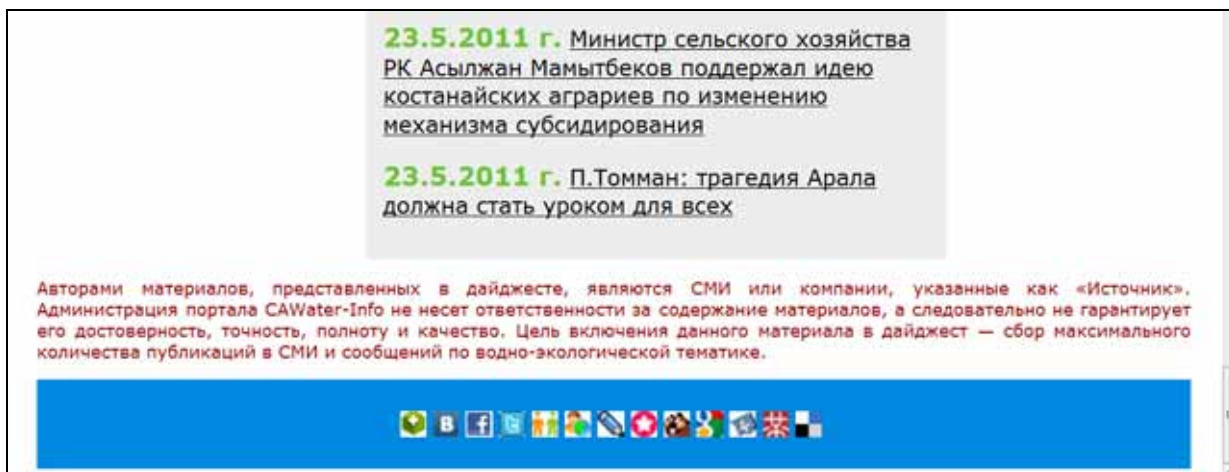 23.5.2011 г. Министр сельского хозяйства
РК Асылжан Мамытбеков поддержал идею
костанайских аграриев по изменению
механизма субсидирования
23.5.2011 г. П.Томман: трагедия Арала
должна стать уроком для всех
Авторами материалов, представленных в дайджесте, являются СМИ или компании, указанные как «Источник».
Администрация портала CAWater-Info не несет ответственности за содержание материалов, а следовательно не гарантирует
его достоверность, точность, полноту и качество. Цель включения данного материала в дайджест — сбор максимального
количества публикаций в СМИ и сообщений по водно-экологической тематике.